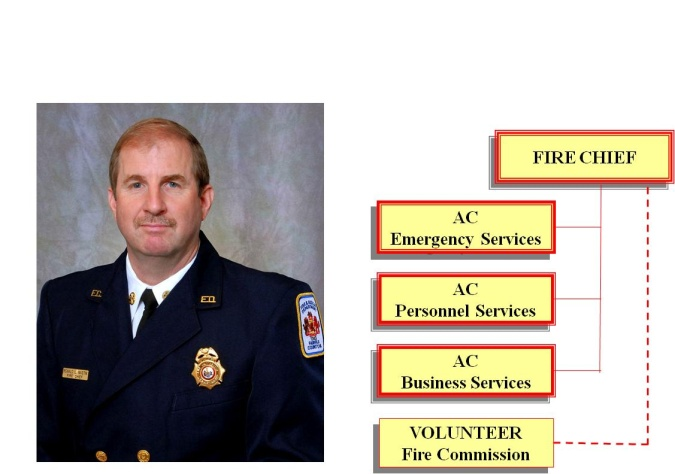 FIRE CHIEF
AC
Emergency Services
AC
Personnel Services
AC
Business Services
VOLUNTEER
Fire Commission
F.D.